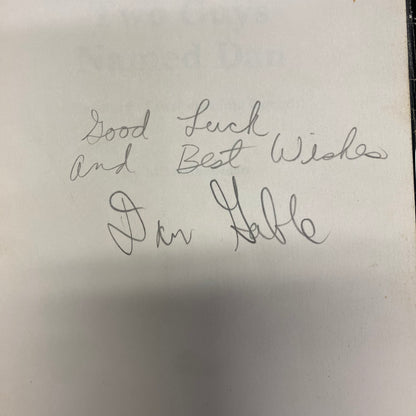 Two Guys
Named Dan
Good Luck
and Best Wishes
Dan Gable